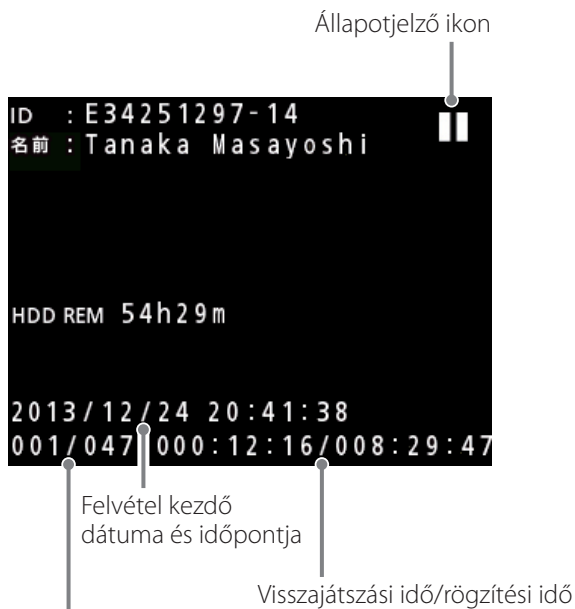 Állapotjelző ikon
ID : E34251297-14
名前 : Tanaka Masayoshi
HDD REM 54h29m
2013/12/24 20:41:38
001/047 000:12:16/008:29:47
Felvétel kezdő
dátuma és időpontja
Visszajátszási idő/rögzítési idő